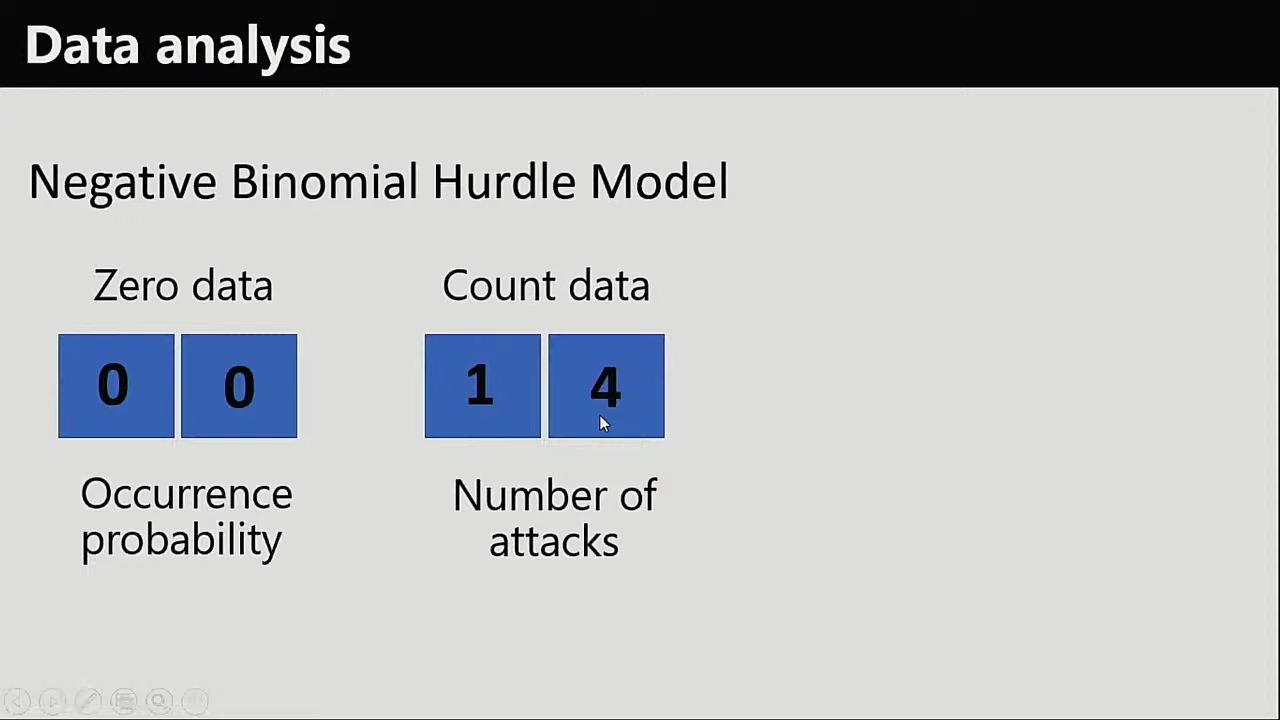 Data analysis
Negative Binomial Hurdle Model
Zero data
Count data
0 0
1 4
Occurrence
probability
Number of
attacks